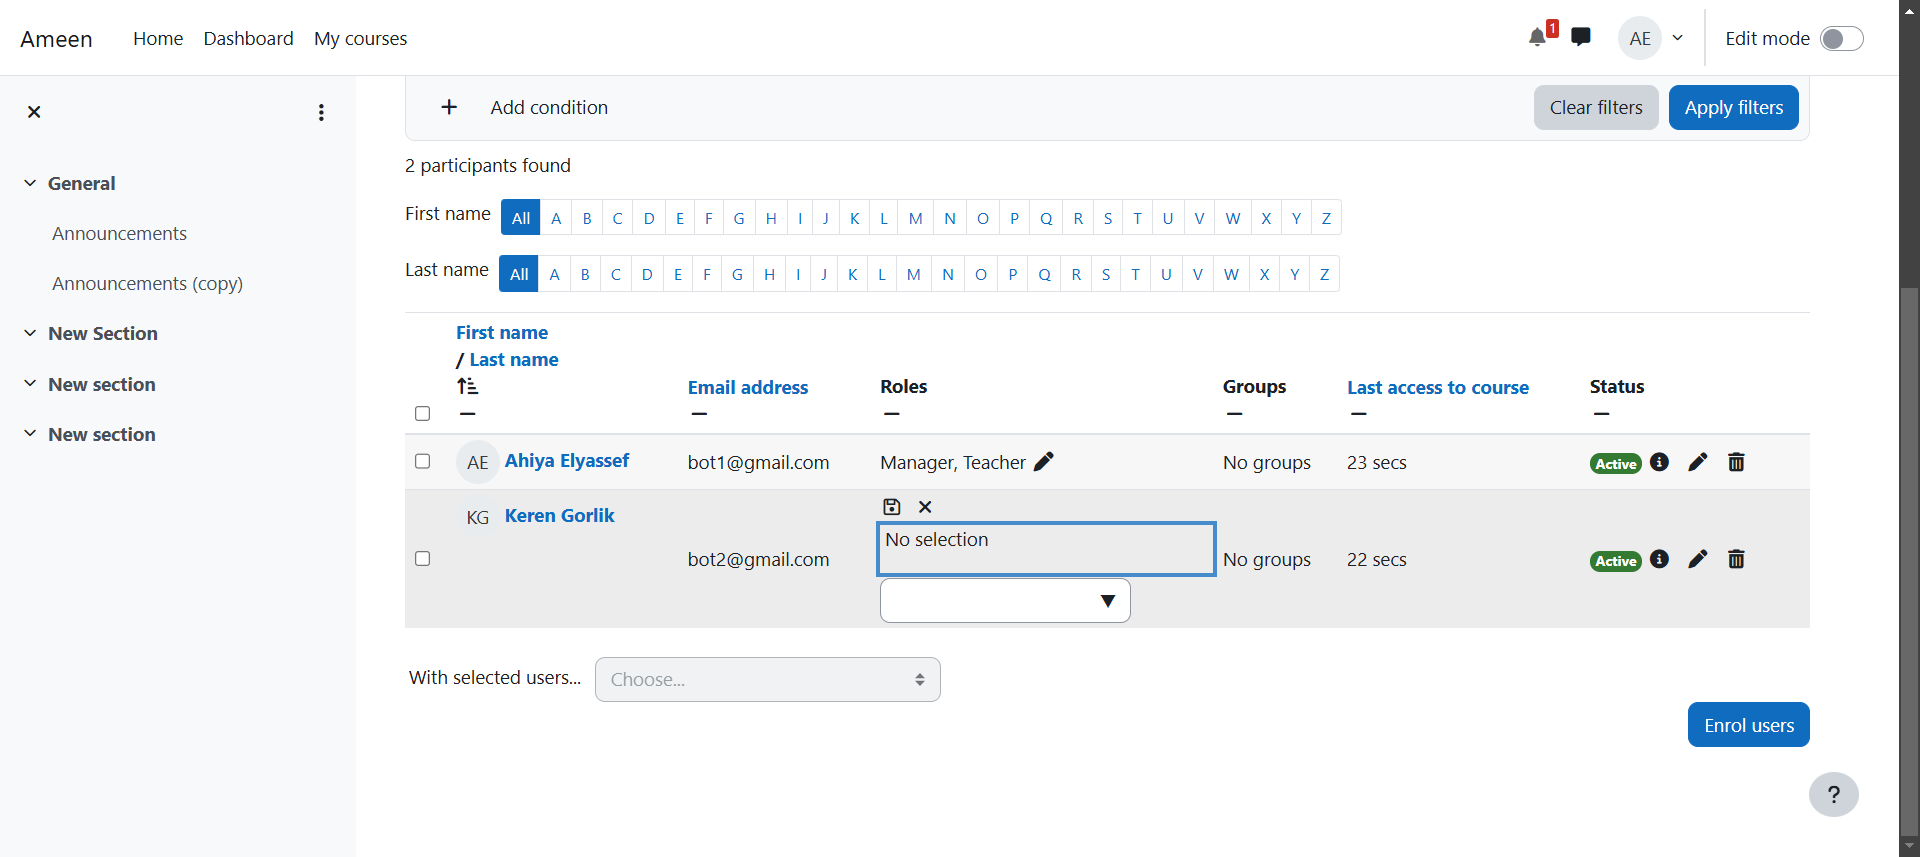 Ameen Home Dashboard My courses 1 AE Edit mode
+ Add condition Clear filters Apply filters
General
Announcements
Announcements (copy)
New Section
New section
New section
2 participants found
First name All A B C D E F G H I J K L M N O P Q R S T U V W X Y Z
Last name All A B C D E F G H I J K L M N O P Q R S T U V W X Y Z
First name
/ Last name
Email address Roles Groups Last access to course Status
AE Ahiya Elyassef bot1@gmail.com Manager, Teacher No groups 23 secs Active
KG Keren Gorlik
No selection
bot2@gmail.com No groups 22 secs Active
With selected users... Choose...
Enrol users
?